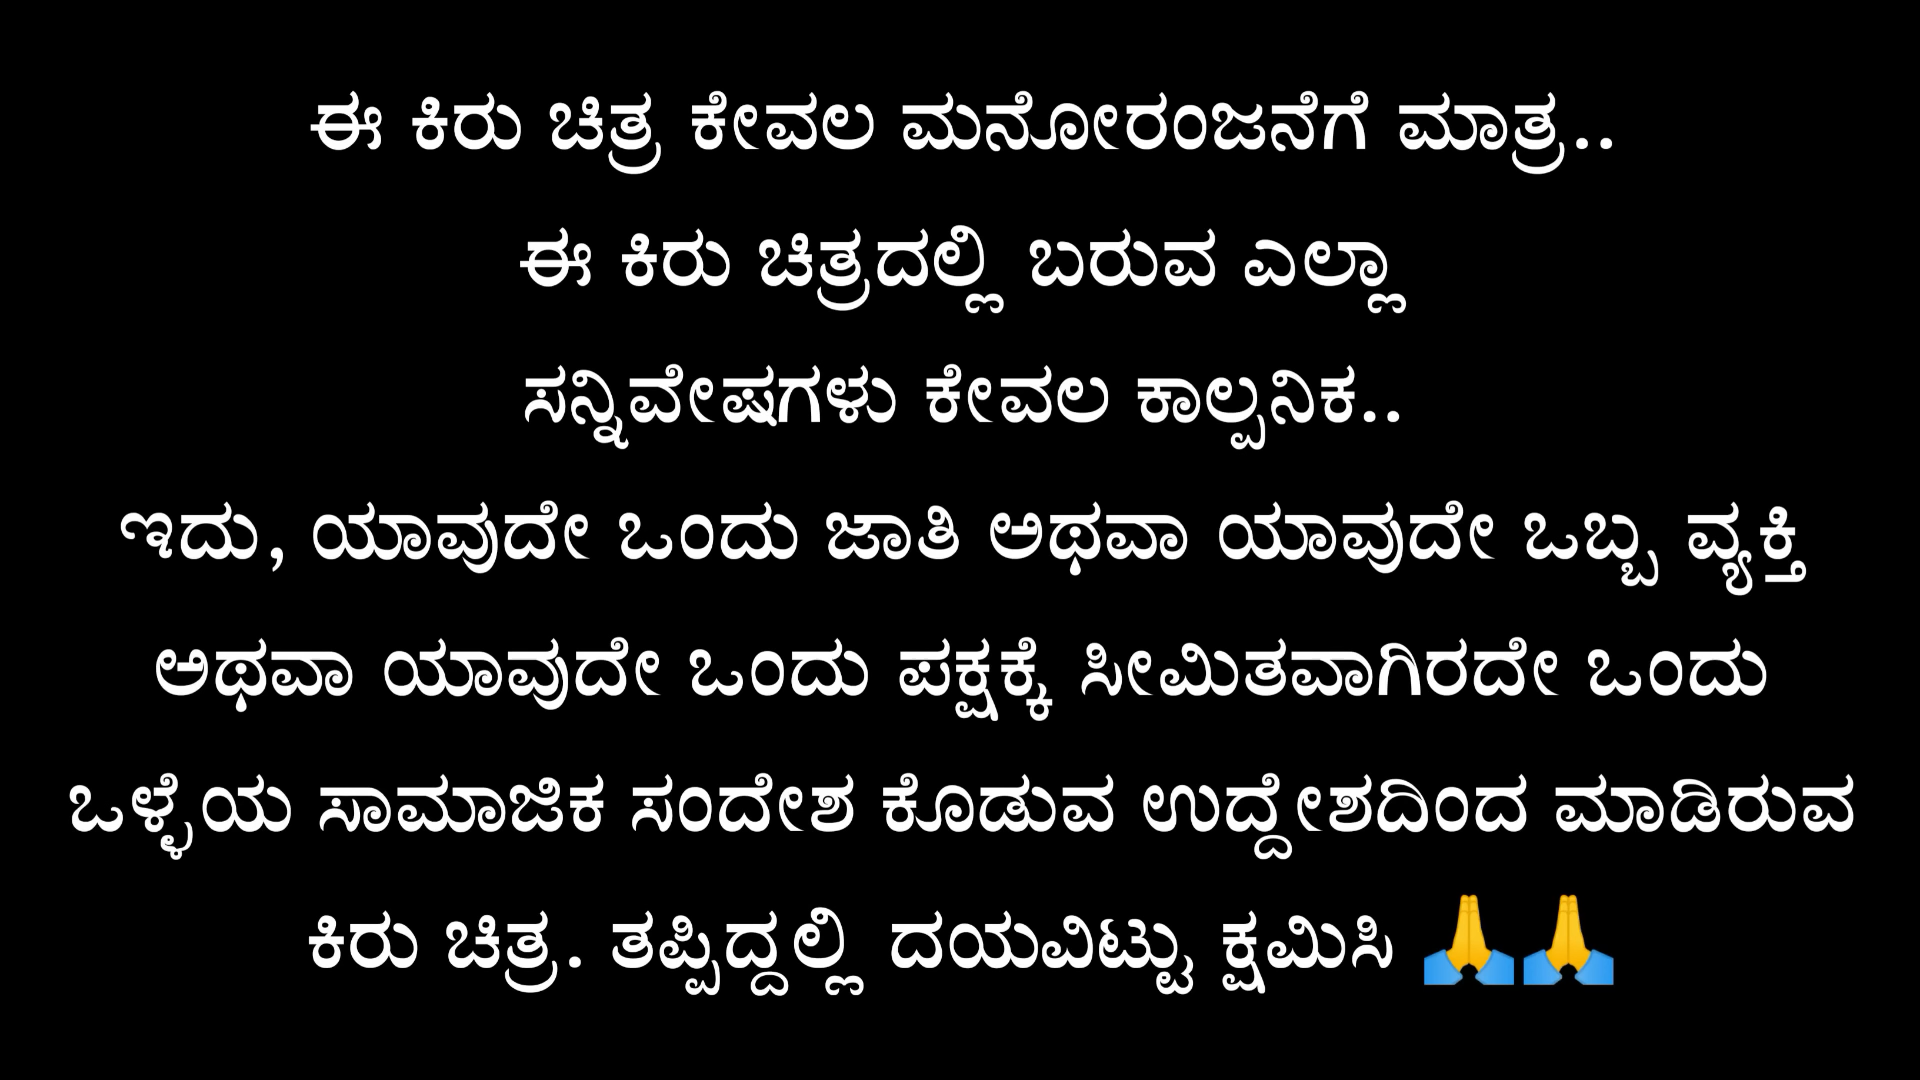 ಈ ಕಿರು ಚಿತ್ರ ಕೇವಲ ಮನೋರಂಜನೆಗೆ ಮಾತ್ರ..
ಈ ಕಿರು ಚಿತ್ರದಲ್ಲಿ ಬರುವ ಎಲ್ಲಾ
ಸನ್ನಿವೇಷಗಳು ಕೇವಲ ಕಾಲ್ಪನಿಕ..
ಇದು, ಯಾವುದೇ ಒಂದು ಜಾತಿ ಅಥವಾ ಯಾವುದೇ ಒಬ್ಬ ವ್ಯಕ್ತಿ
ಅಥವಾ ಯಾವುದೇ ಒಂದು ಪಕ್ಷಕ್ಕೆ ಸೀಮಿತವಾಗಿರದೇ ಒಂದು
ಒಳ್ಳೆಯ ಸಾಮಾಜಿಕ ಸಂದೇಶ ಕೊಡುವ ಉದ್ದೇಶದಿಂದ ಮಾಡಿರುವ
ಕಿರು ಚಿತ್ರ. ತಪ್ಪಿದ್ದಲ್ಲಿ ದಯವಿಟ್ಟು ಕ್ಷಮಿಸಿ 🙏🙏